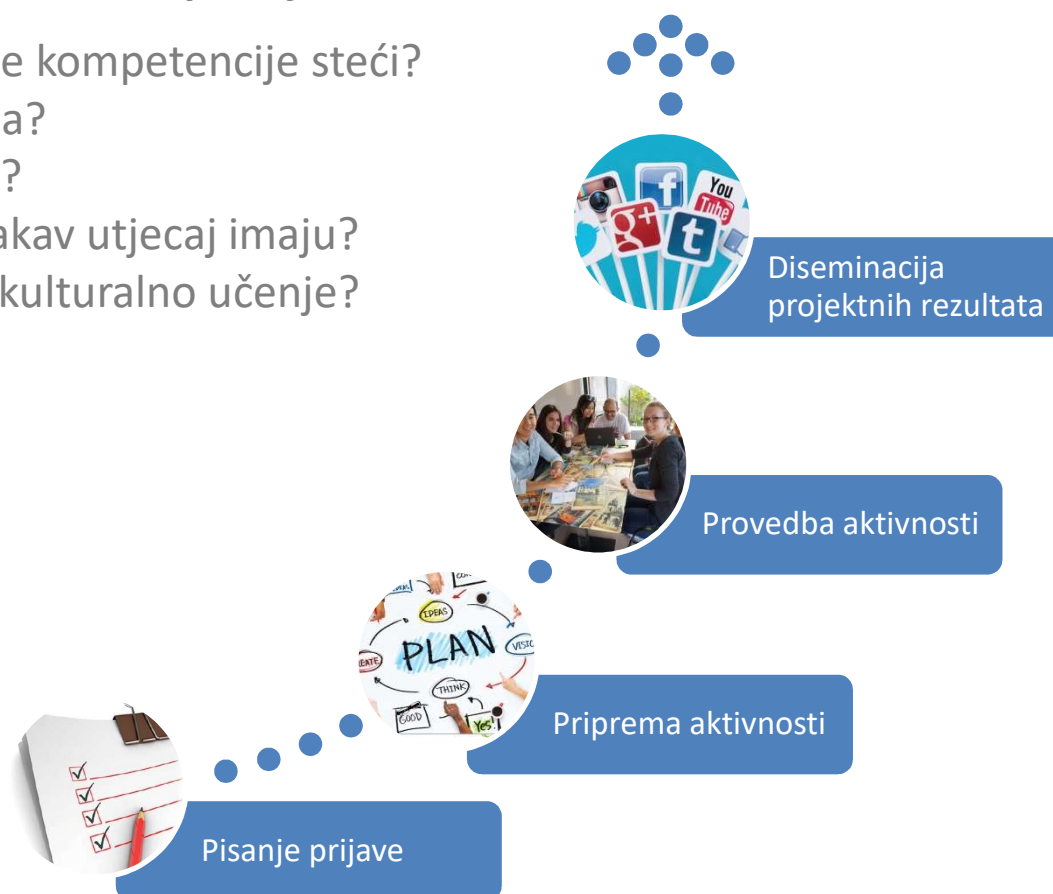 e kompetencije steći?
a?
?
akav utjecaj imaju?
kulturalno učenje?
f
You
Tube
g+
t
Diseminacija
projektnih rezultata
Provedba aktivnosti
IDEAS
PLAN
THINK
GOOD
Yes!
Priprema aktivnosti
Pisanje prijave